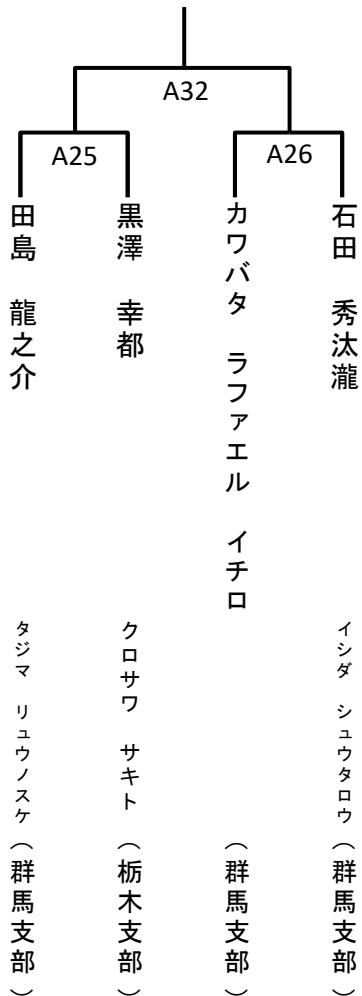 A32
A25
A26
田島 龍之介 タジマ リュウノスケ (群馬支部)
黒澤 幸都 クロサワ サキト (栃木支部)
カワバタ ラファエル イチロ (群馬支部)
石田 秀汰瀧 イシダ シュウタロウ (群馬支部)